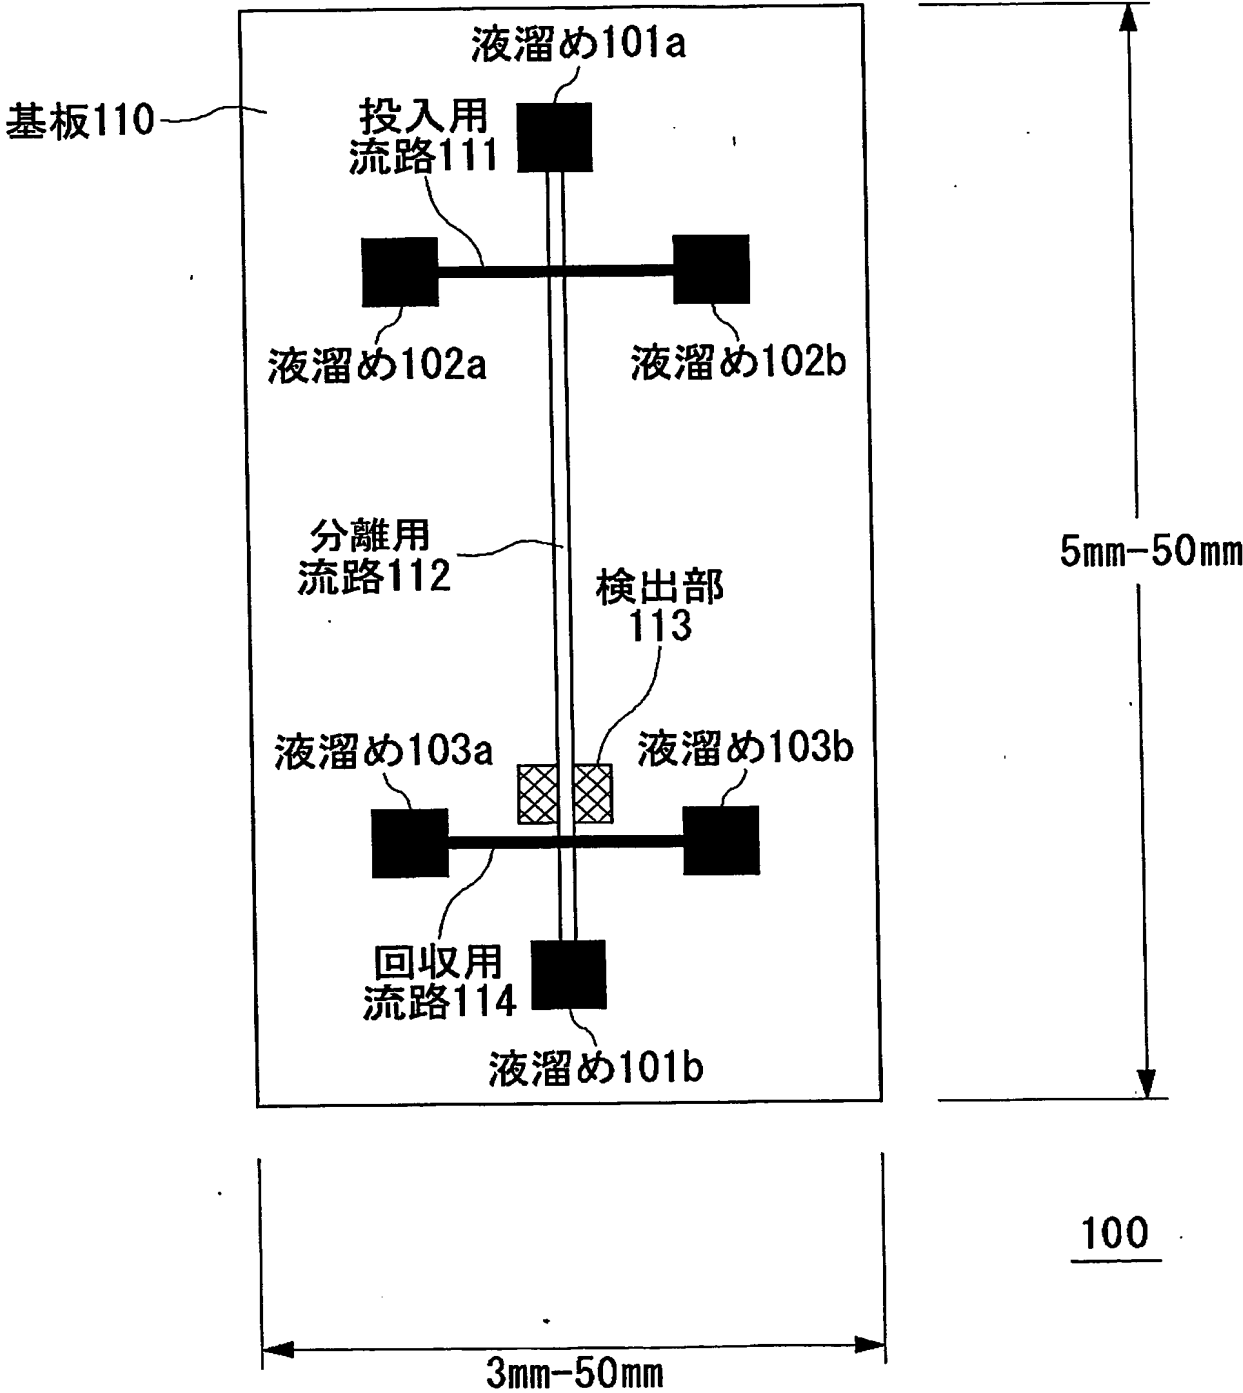 液溜め101a
基板110
投入用
流路111
液溜め102a
液溜め102b
分離用
流路112
5mm-50mm
検出部
113
液溜め103a
液溜め103b
回収用
流路114
液溜め101b
100
3mm-50mm